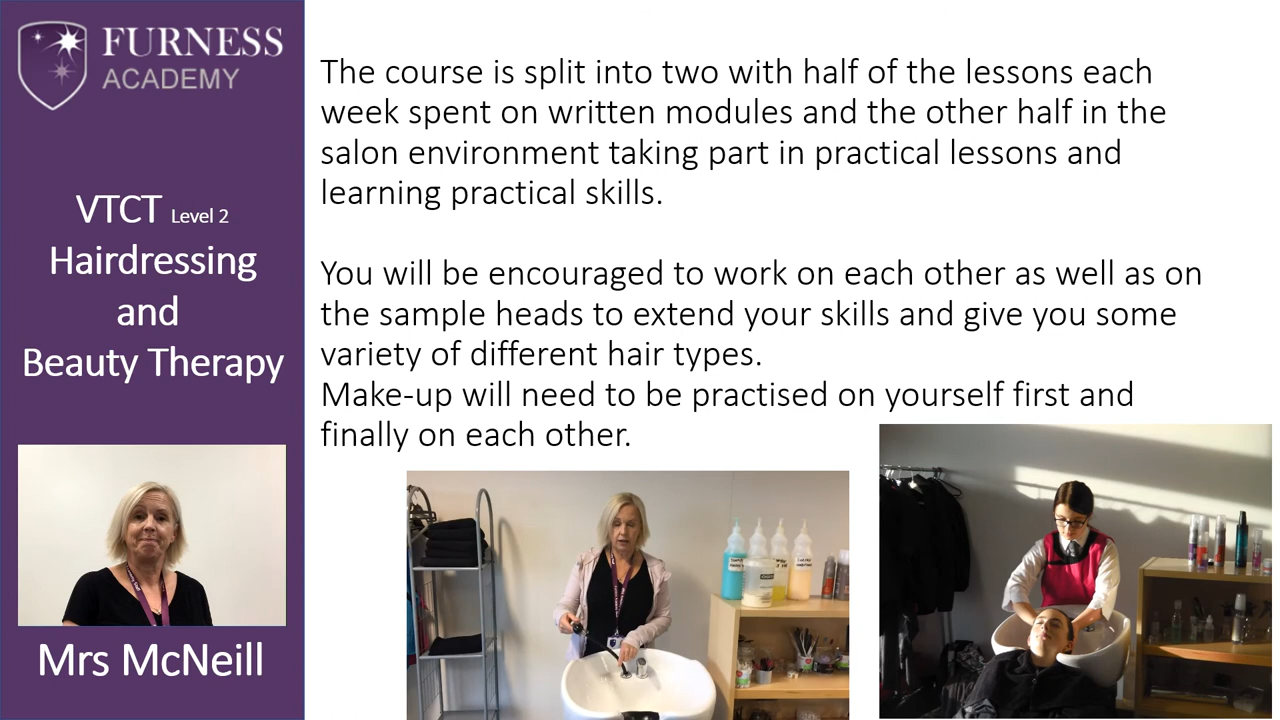 FURNESS
ACADEMY
VTCT Level 2
Hairdressing
and
Beauty Therapy
Mrs McNeill
The course is split into two with half of the lessons each
week spent on written modules and the other half in the
salon environment taking part in practical lessons and
learning practical skills.
You will be encouraged to work on each other as well as on
the sample heads to extend your skills and give you some
variety of different hair types.
Make-up will need to be practised on yourself first and
finally on each other.